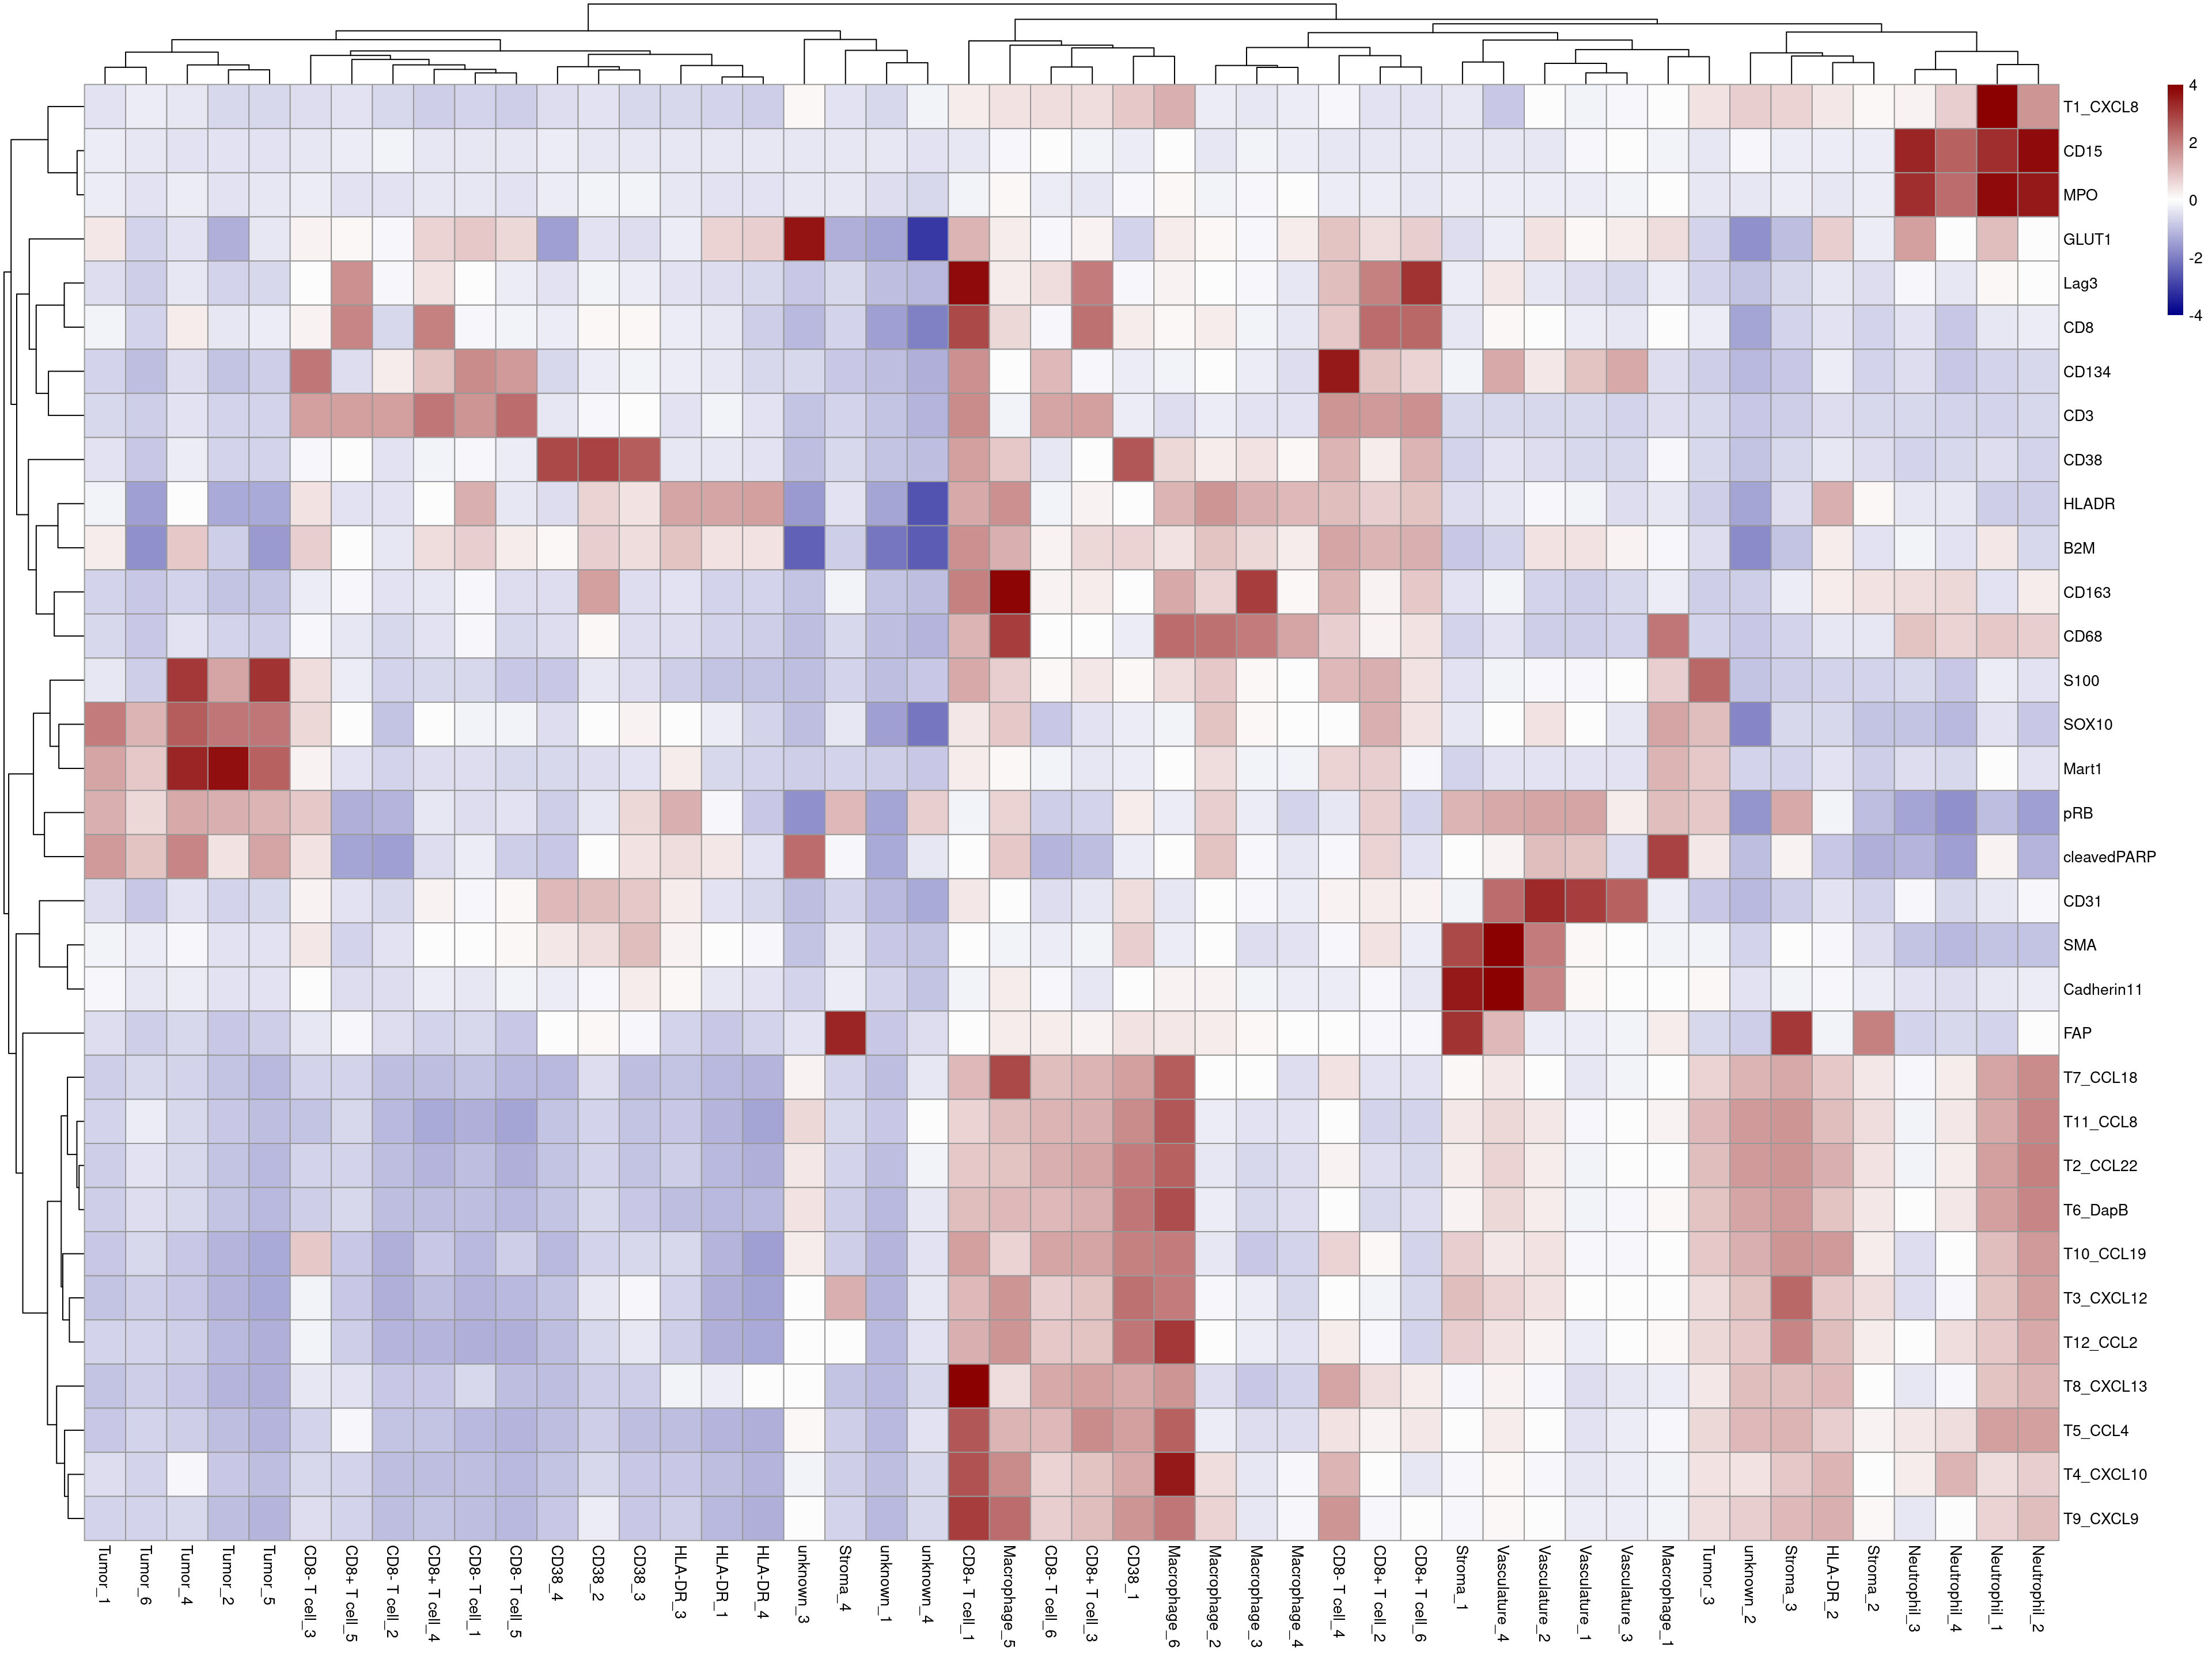 4
2
0
-2
-4
T1_CXCL8
CD15
MPO
GLUT1
Lag3
CD8
CD134
CD3
CD38
HLADR
B2M
CD163
CD68
S100
SOX10
Mart1
pRB
cleavedPARP
CD31
SMA
Cadherin11
FAP
T7_CCL18
T11_CCL8
T2_CCL22
T6_DapB
T10_CCL19
T3_CXCL12
T12_CCL2
T8_CXCL13
T5_CCL4
T4_CXCL10
T9_CXCL9
Tumor_1
Tumor_6
Tumor_4
Tumor_2
Tumor_5
CD8- T cell_3
CD8+ T cell_5
CD8- T cell_2
CD8+ T cell_4
CD8- T cell_1
CD8- T cell_5
CD38_4
CD38_2
CD38_3
HLA-DR_3
HLA-DR_1
HLA-DR_4
unknown_3
Stroma_4
unknown_1
unknown_4
CD8+ T cell_1
Macrophage_5
CD8- T cell_6
CD8+ T cell_3
CD38_1
Macrophage_6
Macrophage_2
Macrophage_3
Macrophage_4
CD8- T cell_4
CD8+ T cell_2
CD8+ T cell_6
Stroma_1
Vasculature_4
Vasculature_2
Vasculature_1
Vasculature_3
Macrophage_1
Tumor_3
unknown_2
Stroma_3
HLA-DR_2
Stroma_2
Neutrophil_3
Neutrophil_4
Neutrophil_1
Neutrophil_2